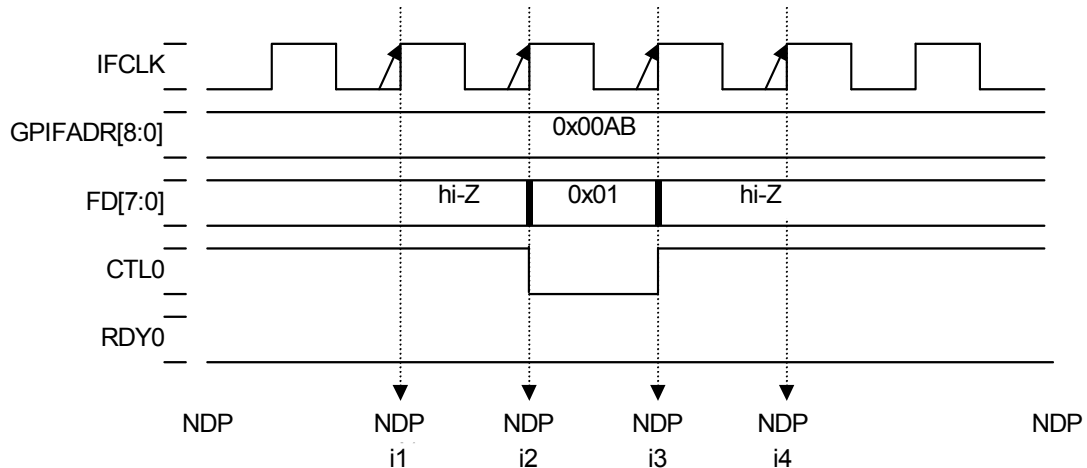 IFCLK
GPIFADR[8:0]
0x00AB
FD[7:0]
hi-Z
0x01
hi-Z
CTL0
RDY0
NDP NDP NDP NDP NDP NDP
i1 i2 i3 i4